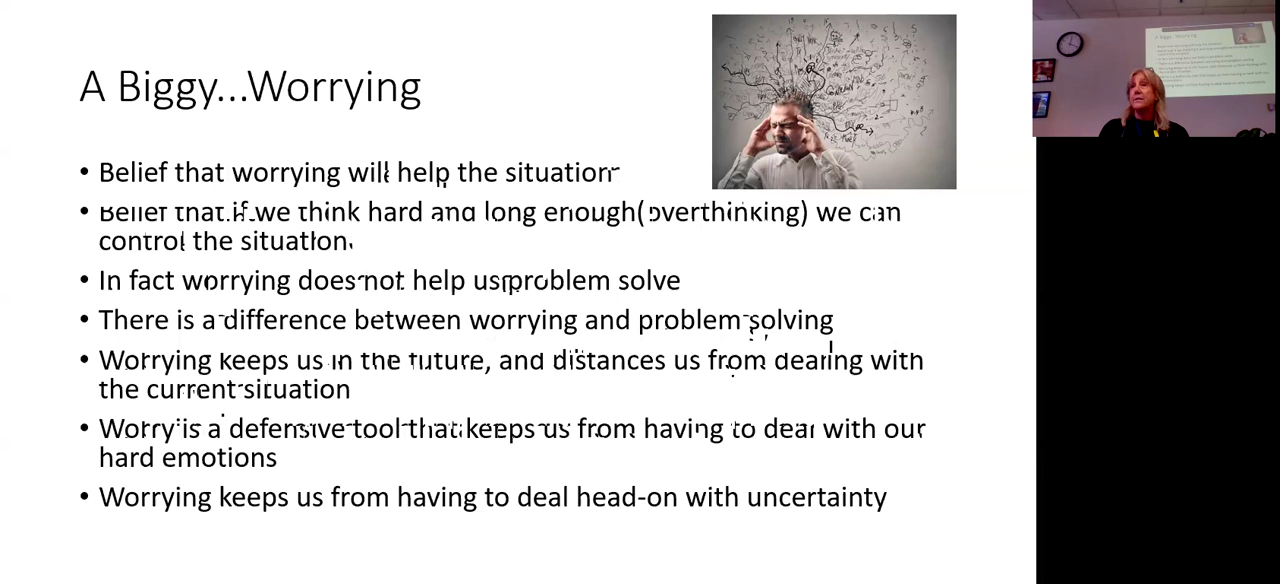 A Biggy...Worrying
• Belief that worrying will help the situation
• Belief that if we think hard and long enough(overthinking) we can
control the situation.
• In fact worrying does not help us problem solve
• There is a difference between worrying and problem solving
• Worrying keeps us in the future, and distances us from dealing with
the current situation
• Worry is a defensive tool that keeps us from having to deal with our
hard emotions
• Worrying keeps us from having to deal head-on with uncertainty